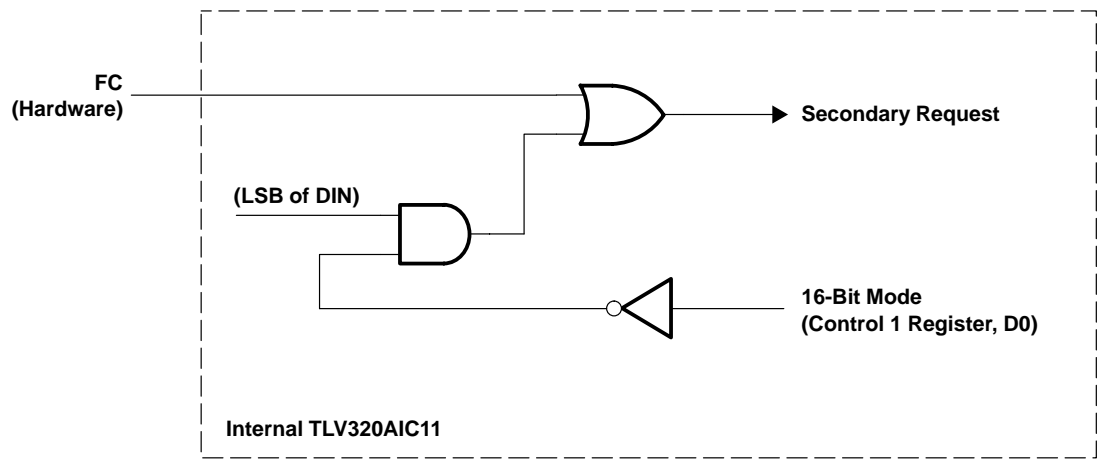 FC
(Hardware)
Secondary Request
(LSB of DIN)
16-Bit Mode
(Control 1 Register, D0)
Internal TLV320AIC11